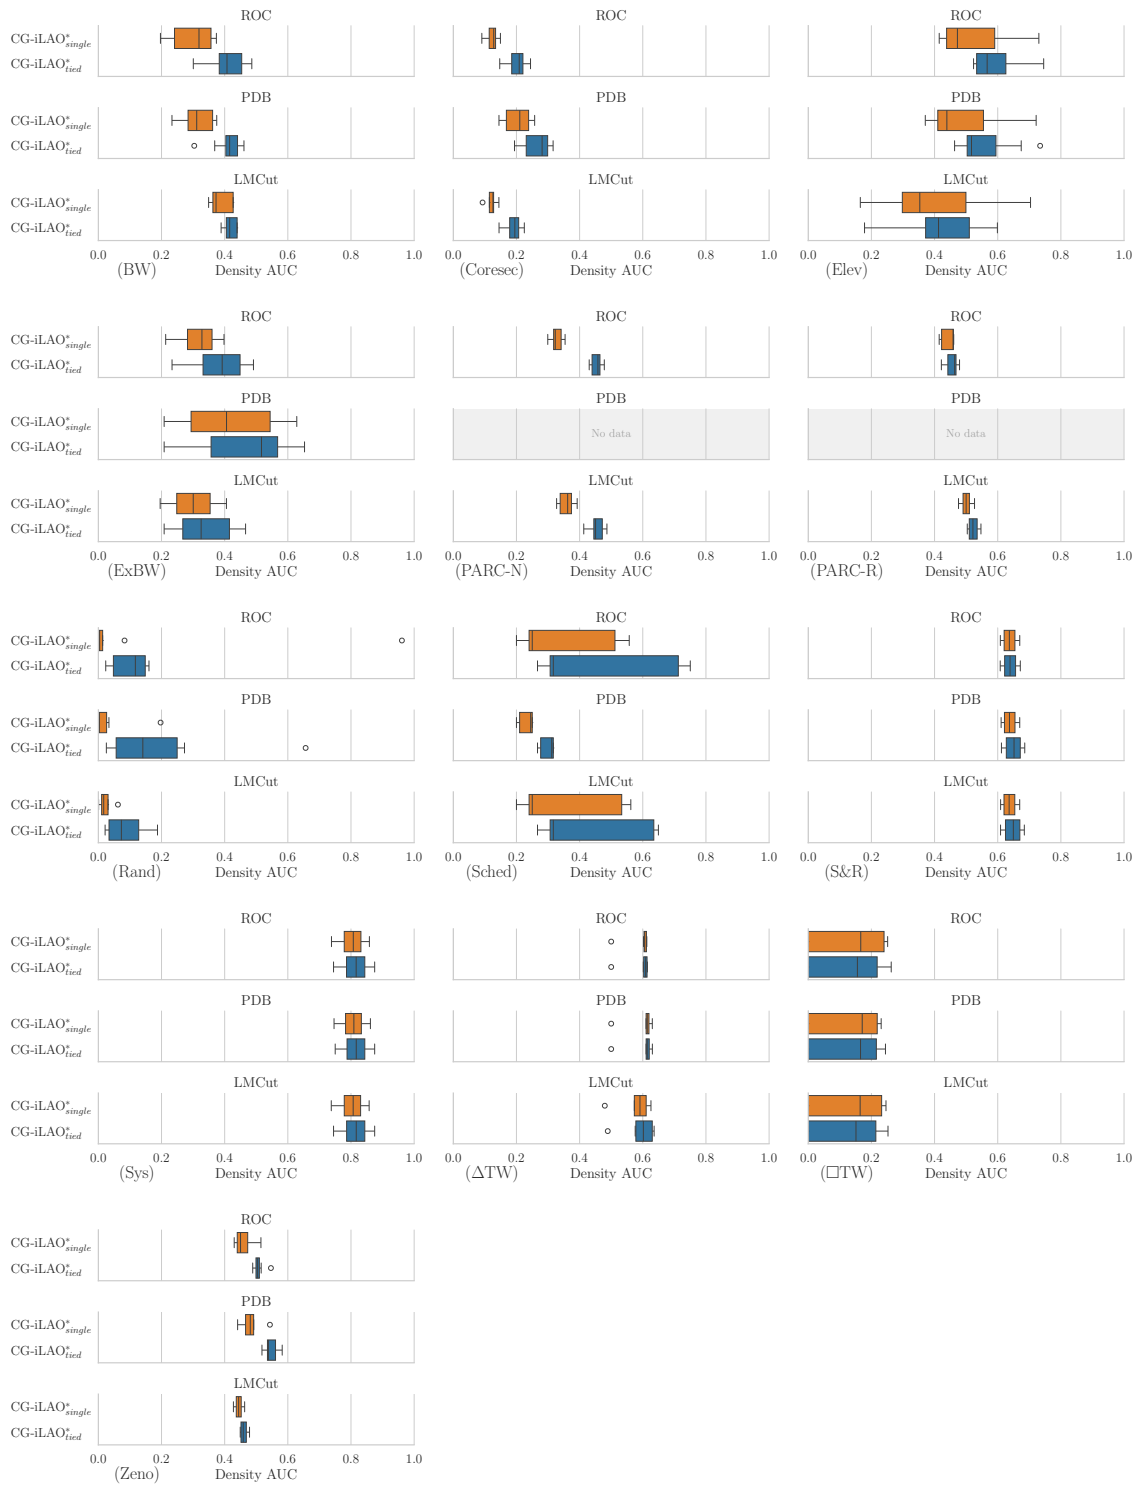 ROC
CG-iLAO*single
CG-iLAO*tied
PDB
CG-iLAO*single
CG-iLAO*tied
LMCut
CG-iLAO*single
CG-iLAO*tied
0.0 0.2 0.4 0.6 0.8 1.0
(BW) Density AUC
ROC
PDB
LMCut
0.0 0.2 0.4 0.6 0.8 1.0
(Coresec) Density AUC
ROC
PDB
LMCut
0.0 0.2 0.4 0.6 0.8 1.0
(Elev) Density AUC
ROC
CG-iLAO*single
CG-iLAO*tied
PDB
CG-iLAO*single
CG-iLAO*tied
LMCut
CG-iLAO*single
CG-iLAO*tied
0.0 0.2 0.4 0.6 0.8 1.0
(ExBW) Density AUC
ROC
PDB
No data
LMCut
0.0 0.2 0.4 0.6 0.8 1.0
(PARC-N) Density AUC
ROC
PDB
No data
LMCut
0.0 0.2 0.4 0.6 0.8 1.0
(PARC-R) Density AUC
ROC
CG-iLAO*single
CG-iLAO*tied
PDB
CG-iLAO*single
CG-iLAO*tied
LMCut
CG-iLAO*single
CG-iLAO*tied
0.0 0.2 0.4 0.6 0.8 1.0
(Rand) Density AUC
ROC
PDB
LMCut
0.0 0.2 0.4 0.6 0.8 1.0
(Sched) Density AUC
ROC
PDB
LMCut
0.0 0.2 0.4 0.6 0.8 1.0
(S&R) Density AUC
ROC
CG-iLAO*single
CG-iLAO*tied
PDB
CG-iLAO*single
CG-iLAO*tied
LMCut
CG-iLAO*single
CG-iLAO*tied
0.0 0.2 0.4 0.6 0.8 1.0
(Sys) Density AUC
ROC
PDB
LMCut
0.0 0.2 0.4 0.6 0.8 1.0
(ΔTW) Density AUC
ROC
PDB
LMCut
0.0 0.2 0.4 0.6 0.8 1.0
(□TW) Density AUC
ROC
CG-iLAO*single
CG-iLAO*tied
PDB
CG-iLAO*single
CG-iLAO*tied
LMCut
CG-iLAO*single
CG-iLAO*tied
0.0 0.2 0.4 0.6 0.8 1.0
(Zeno) Density AUC